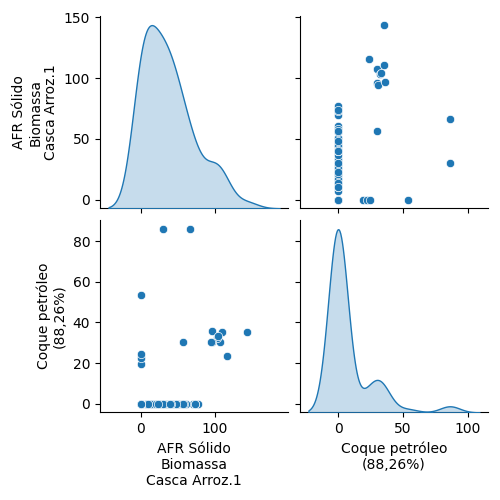 150
100
50
0
AFR Sólido
Biomassa
Casca Arroz.1
80
60
40
20
0
Coque petróleo
(88,26%)
0
100
AFR Sólido
Biomassa
Casca Arroz.1
0
50
100
Coque petróleo
(88,26%)